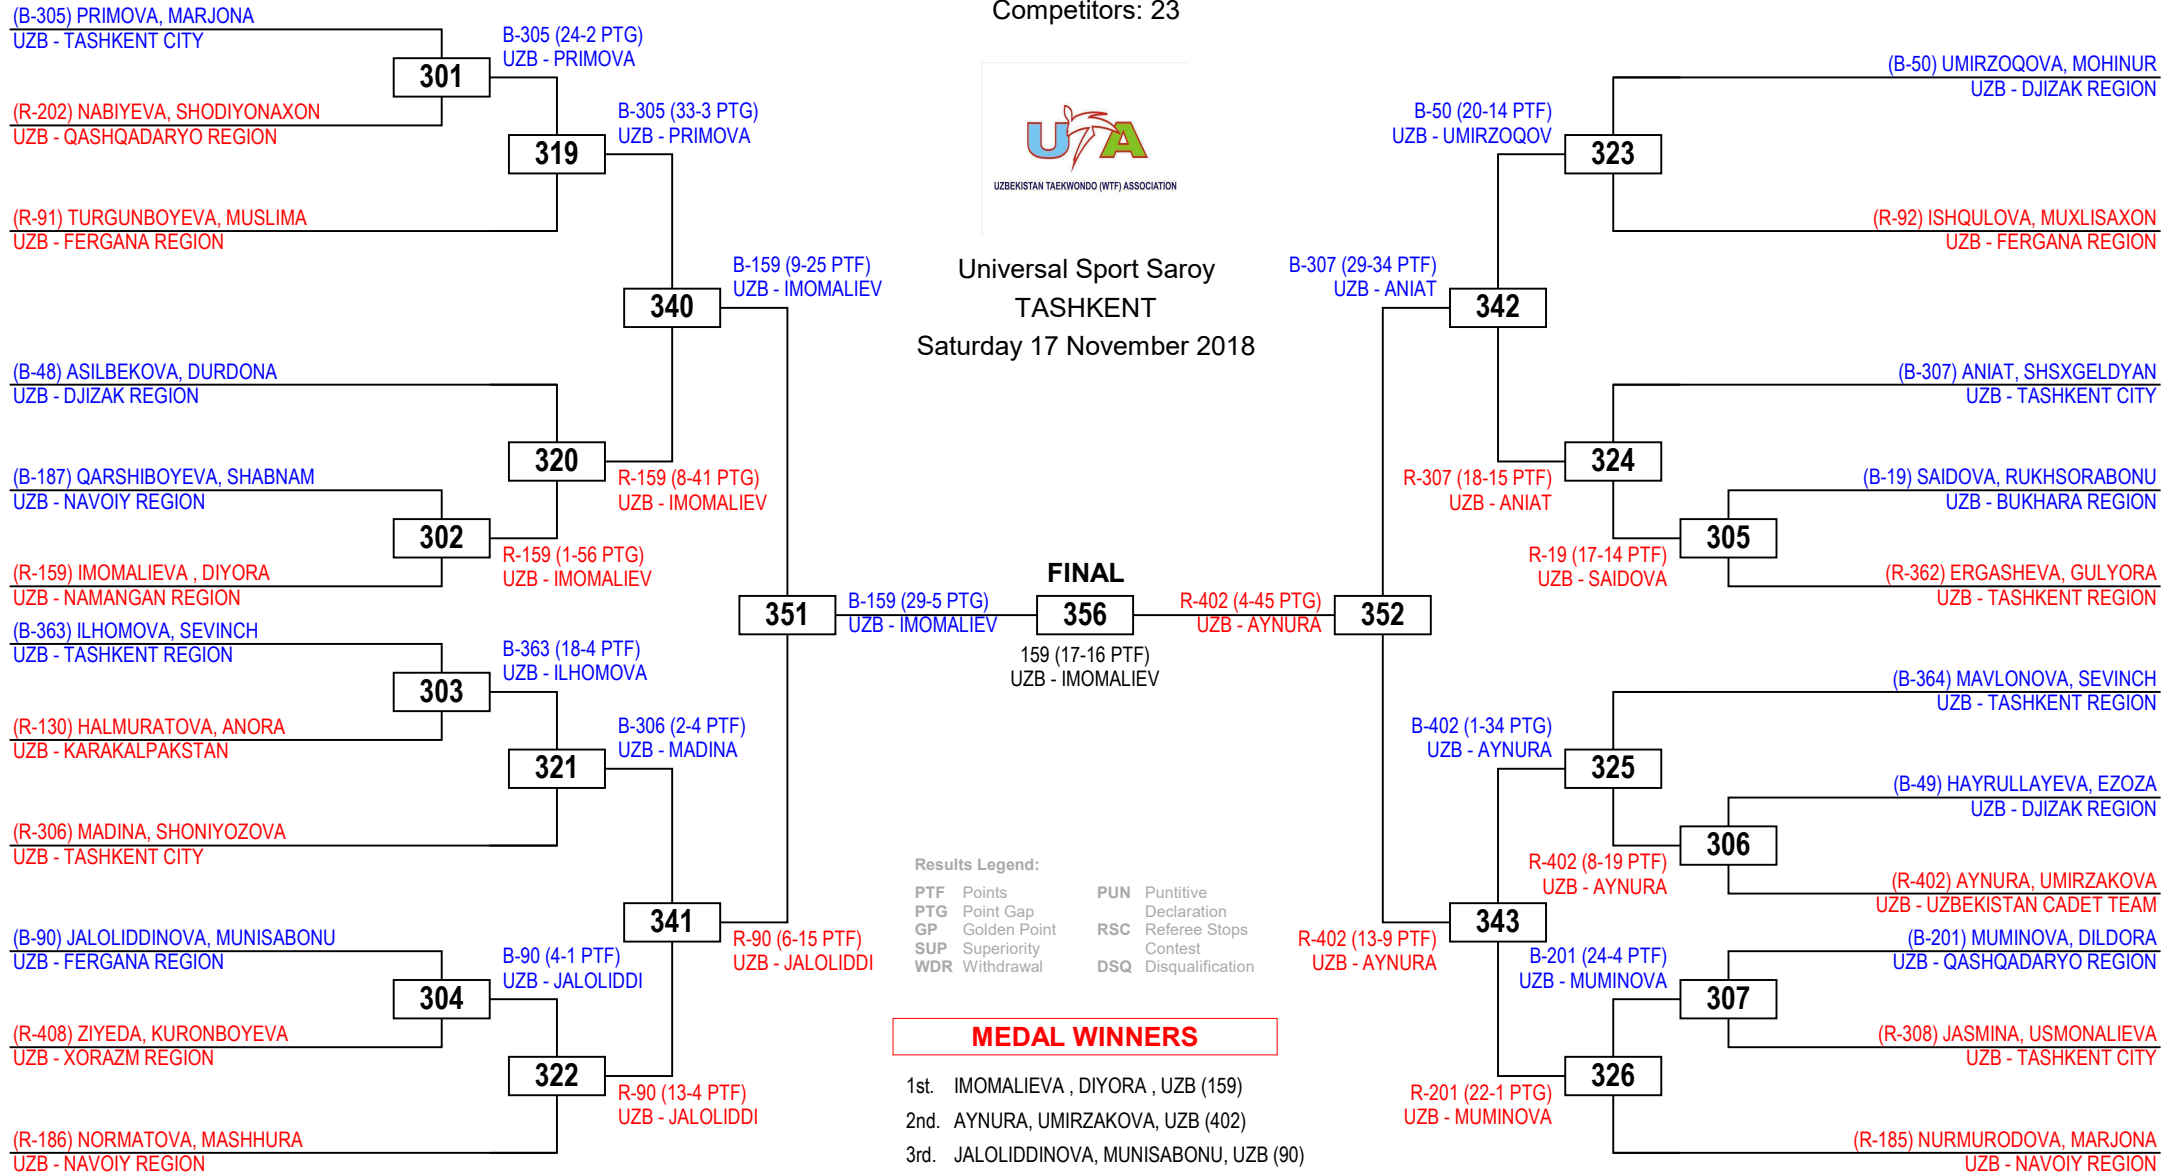 Competitors: 23
UTA
UZBEKISTAN TAEKWONDO (WTF) ASSOCIATION
Universal Sport Saroy
TASHKENT
Saturday 17 November 2018
(B-305) PRIMOVA, MARJONA
UZB - TASHKENT CITY
301
B-305 (24-2 PTG)
UZB - PRIMOVA
(R-202) NABIYEVA, SHODIYONAXON
UZB - QASHQADARYO REGION
319
B-305 (33-3 PTG)
UZB - PRIMOVA
(R-91) TURGUNBOYEVA, MUSLIMA
UZB - FERGANA REGION
340
B-159 (9-25 PTF)
UZB - IMOMALIEV
(B-48) ASILBEKOVA, DURDONA
UZB - DJIZAK REGION
320
R-159 (8-41 PTG)
UZB - IMOMALIEV
(B-187) QARSHIBOYEVA, SHABNAM
UZB - NAVOIY REGION
302
R-159 (1-56 PTG)
UZB - IMOMALIEV
(R-159) IMOMALIEVA , DIYORA
UZB - NAMANGAN REGION
351
B-159 (29-5 PTG)
UZB - IMOMALIEV
(B-363) ILHOMOVA, SEVINCH
UZB - TASHKENT REGION
303
B-363 (18-4 PTF)
UZB - ILHOMOVA
(R-130) HALMURATOVA, ANORA
UZB - KARAKALPAKSTAN
321
B-306 (2-4 PTF)
UZB - MADINA
(R-306) MADINA, SHONIYOZOVA
UZB - TASHKENT CITY
341
R-90 (6-15 PTF)
UZB - JALOLIDDI
(B-90) JALOLIDDINOVA, MUNISABONU
UZB - FERGANA REGION
304
B-90 (4-1 PTF)
UZB - JALOLIDDI
(R-408) ZIYEDA, KURONBOYEVA
UZB - XORAZM REGION
322
R-90 (13-4 PTF)
UZB - JALOLIDDI
(R-186) NORMATOVA, MASHHURA
UZB - NAVOIY REGION
FINAL
356
159 (17-16 PTF)
UZB - IMOMALIEV
(B-50) UMIRZOQOVA, MOHINUR
UZB - DJIZAK REGION
B-50 (20-14 PTF)
UZB - UMIRZOQOV
323
(R-92) ISHQULOVA, MUXLISAXON
UZB - FERGANA REGION
B-307 (29-34 PTF)
UZB - ANIAT
342
(B-307) ANIAT, SHSXGELDYAN
UZB - TASHKENT CITY
324
R-307 (18-15 PTF)
UZB - ANIAT
(B-19) SAIDOVA, RUKHSORABONU
UZB - BUKHARA REGION
305
R-19 (17-14 PTF)
UZB - SAIDOVA
(R-362) ERGASHEVA, GULYORA
UZB - TASHKENT REGION
R-402 (4-45 PTG)
UZB - AYNURA
352
(B-364) MAVLONOVA, SEVINCH
UZB - TASHKENT REGION
B-402 (1-34 PTG)
UZB - AYNURA
325
(B-49) HAYRULLAYEVA, EZOZA
UZB - DJIZAK REGION
306
R-402 (8-19 PTF)
UZB - AYNURA
(R-402) AYNURA, UMIRZAKOVA
UZB - UZBEKISTAN CADET TEAM
343
R-402 (13-9 PTF)
UZB - AYNURA
(B-201) MUMINOVA, DILDORA
UZB - QASHQADARYO REGION
B-201 (24-4 PTF)
UZB - MUMINOVA
307
(R-308) JASMINA, USMONALIEVA
UZB - TASHKENT CITY
326
R-201 (22-1 PTG)
UZB - MUMINOVA
(R-185) NURMURODOVA, MARJONA
UZB - NAVOIY REGION
Results Legend:
PTF Points PUN Puntitive
PTG Point Gap Declaration
GP Golden Point RSC Referee Stops
SUP Superiority Contest
WDR Withdrawal DSQ Disqualification
MEDAL WINNERS
1st. IMOMALIEVA , DIYORA , UZB (159)
2nd. AYNURA, UMIRZAKOVA, UZB (402)
3rd. JALOLIDDINOVA, MUNISABONU, UZB (90)